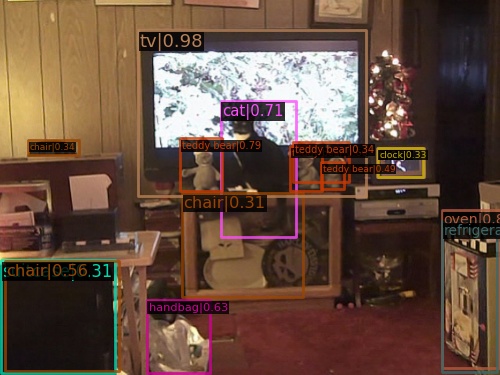 tv|0.98
cat|0.71
teddy bear|0.79
teddy bear|0.34
clock|0.33
teddy bear|0.49
chair|0.34
chair|0.31
oven|0.8
refrigera
chair|0.56
.31
handbag|0.63